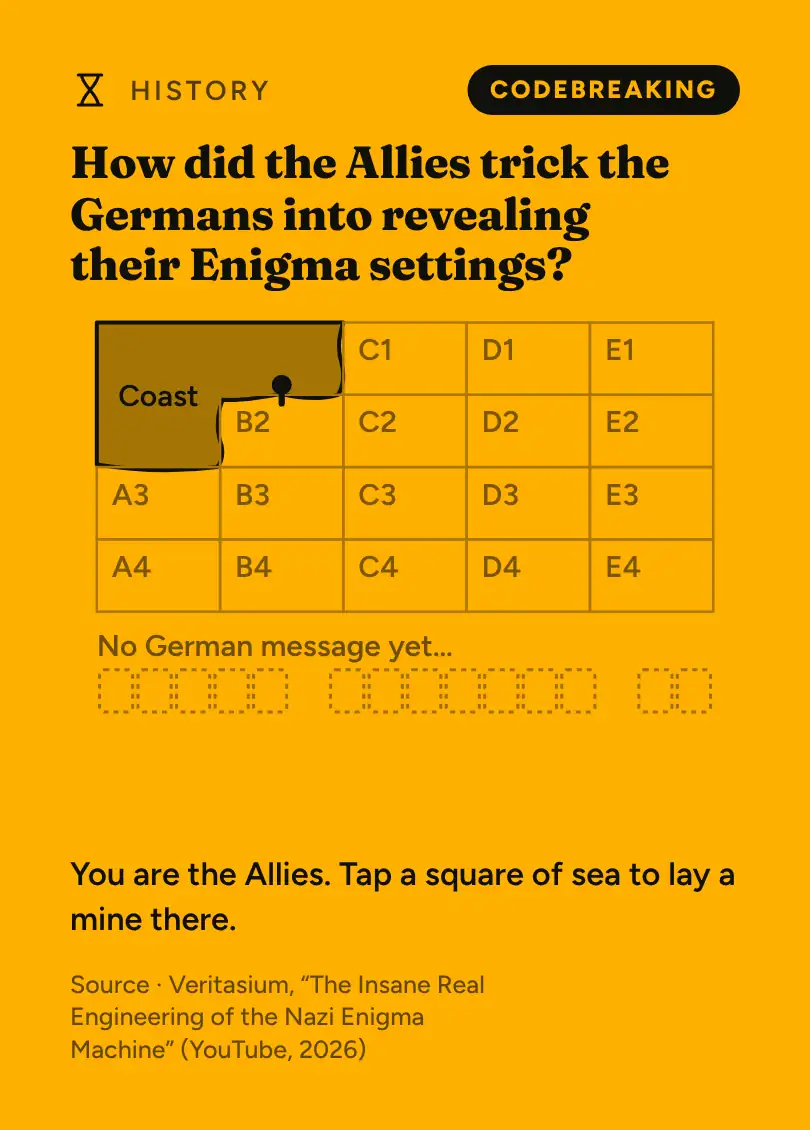 HISTORY
CODEBREAKING
How did the Allies trick the
Germans into revealing
their Enigma settings?
Coast
C1 D1 E1
B2 C2 D2 E2
A3 B3 C3 D3 E3
A4 B4 C4 D4 E4
No German message yet...
You are the Allies. Tap a square of sea to lay a
mine there.
Source · Veritasium, “The Insane Real
Engineering of the Nazi Enigma
Machine” (YouTube, 2026)